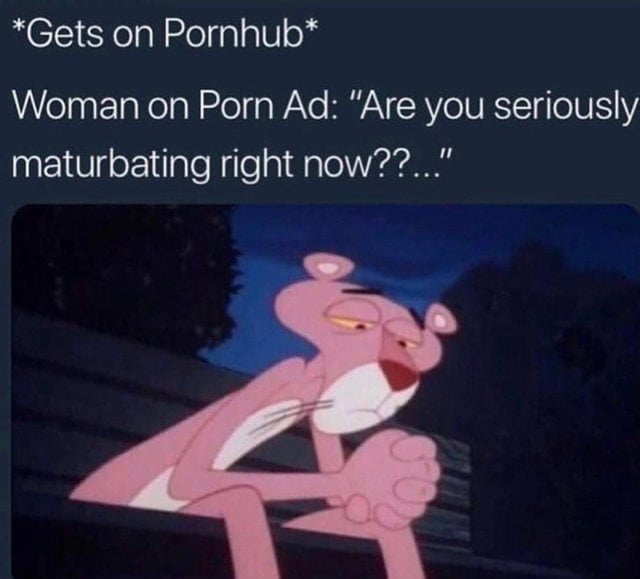 *Gets on Pornhub*
Woman on Porn Ad: "Are you seriously
maturbating right now??..."